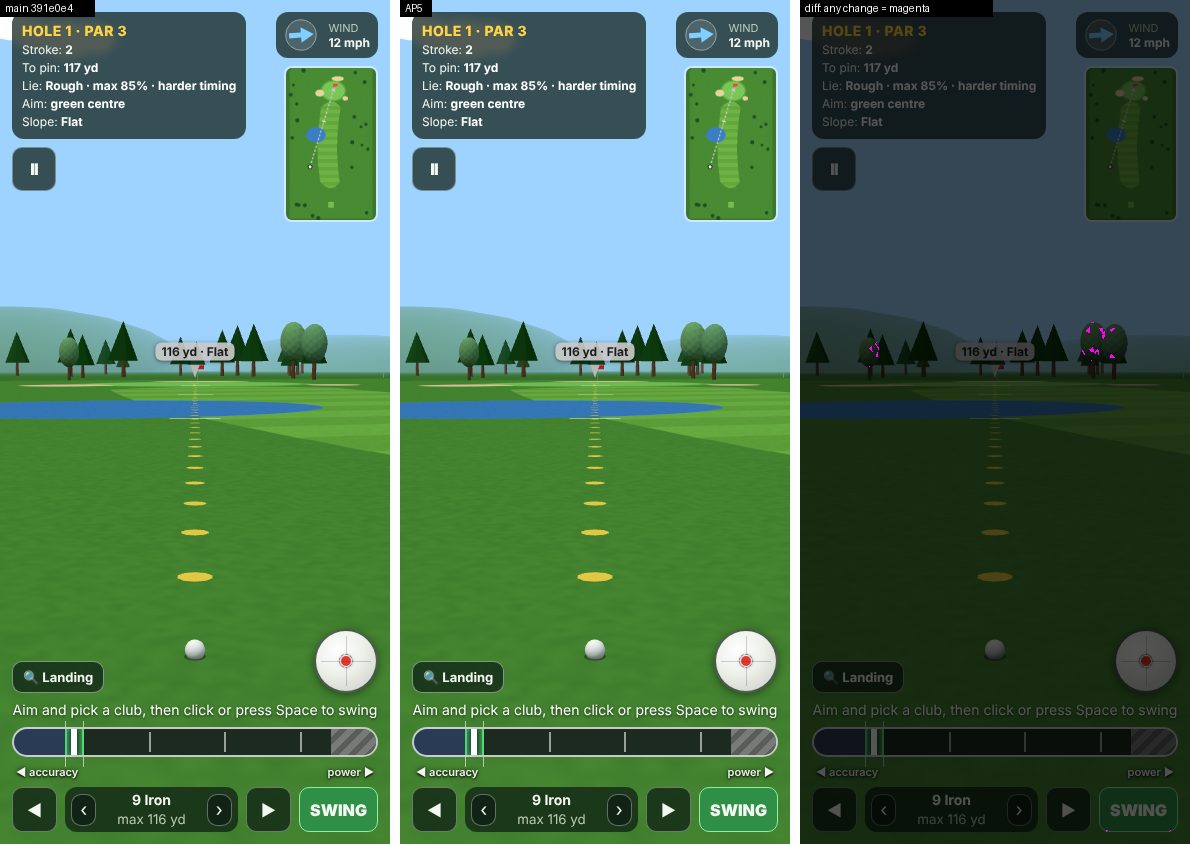 main 391e0e4
HOLE 1 · PAR 3
Stroke: 2
To pin: 117 yd
Lie: Rough · max 85% · harder timing
Aim: green centre
Slope: Flat
WIND
12 mph
116 yd · Flat
Landing
Aim and pick a club, then click or press Space to swing
◀ accuracy
power ▶
9 Iron
max 116 yd
SWING
AP5
HOLE 1 · PAR 3
Stroke: 2
To pin: 117 yd
Lie: Rough · max 85% · harder timing
Aim: green centre
Slope: Flat
WIND
12 mph
116 yd · Flat
Landing
Aim and pick a club, then click or press Space to swing
◀ accuracy
power ▶
9 Iron
max 116 yd
SWING
diff: any change = magenta
HOLE 1 · PAR 3
Stroke: 2
To pin: 117 yd
Lie: Rough · max 85% · harder timing
Aim: green centre
Slope: Flat
WIND
12 mph
116 yd · Flat
Landing
Aim and pick a club, then click or press Space to swing
◀ accuracy
power ▶
9 Iron
max 116 yd
SWING